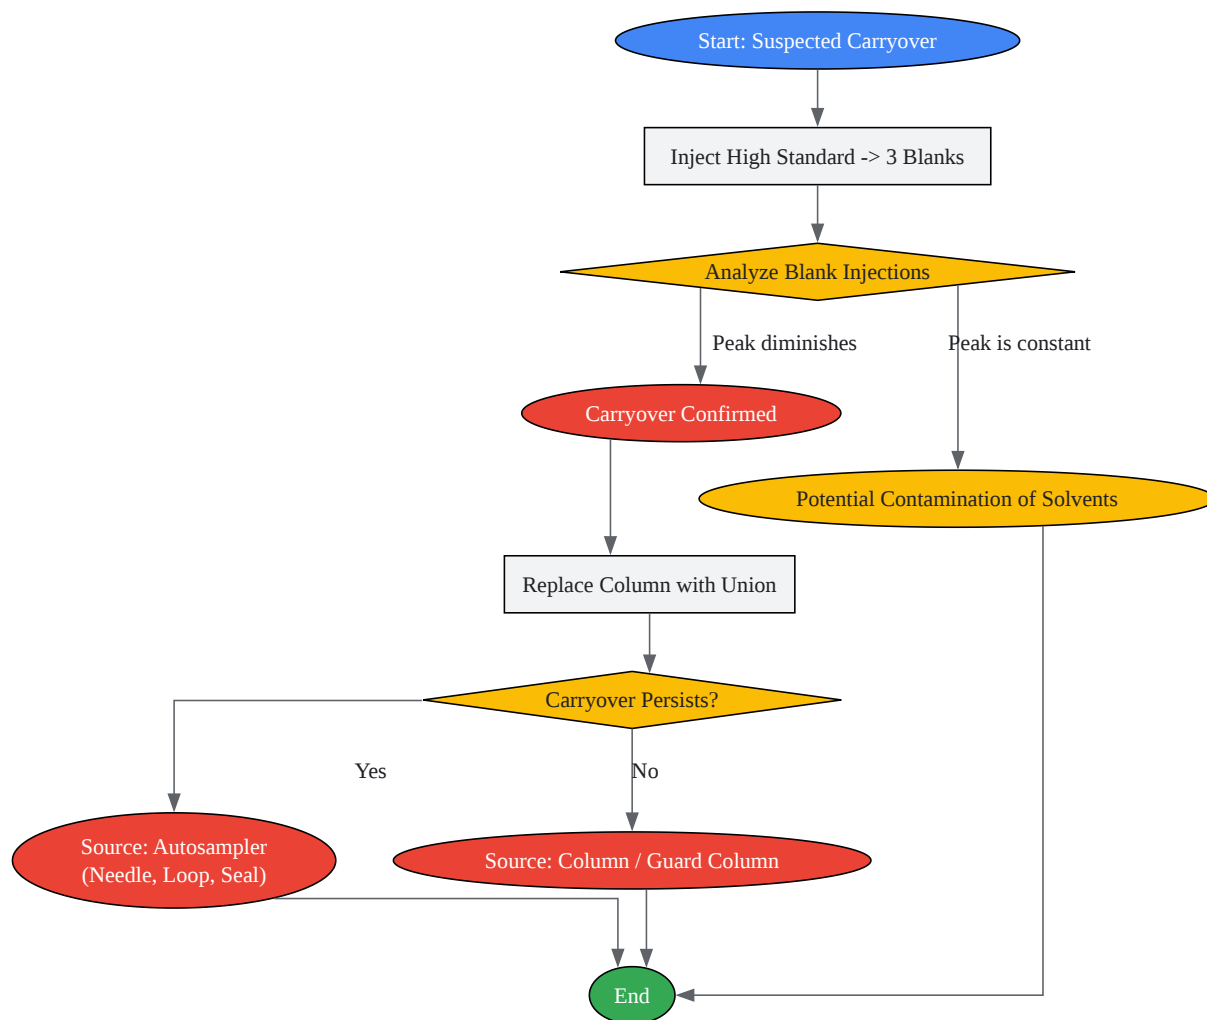 Start: Suspected Carryover
Inject High Standard -> 3 Blanks
Analyze Blank Injections
Peak diminishes
Peak is constant
Carryover Confirmed
Potential Contamination of Solvents
Replace Column with Union
Carryover Persists?
Yes
No
Source: Autosampler
(Needle, Loop, Seal)
Source: Column / Guard Column
End